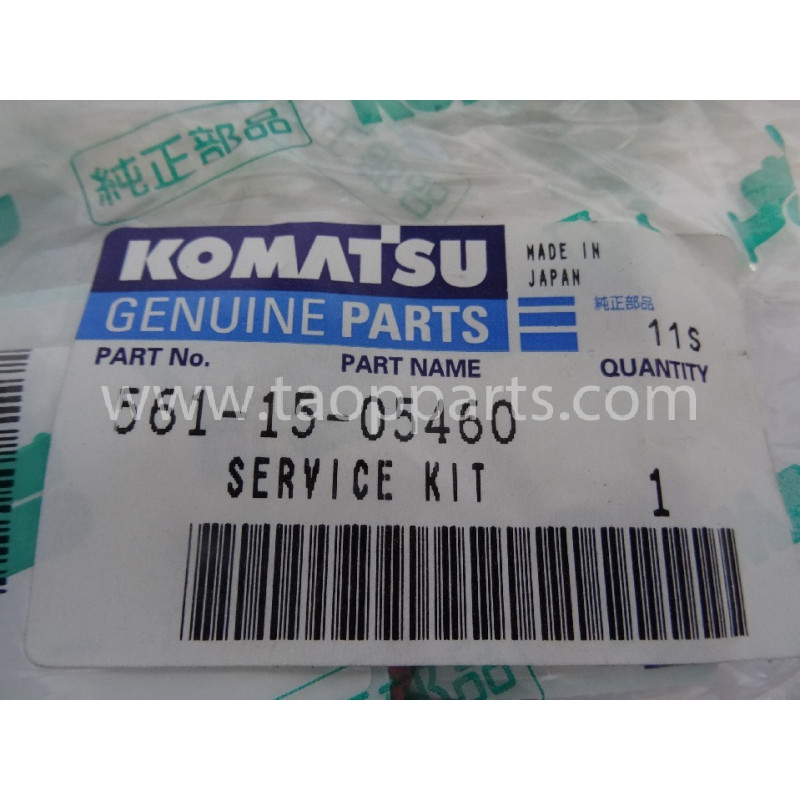 純正部品
KOMATSU
GENUINE PARTS
MADE IN
JAPAN
純正部品
11S
PART No.
PART NAME
QUANTITY
www.taopparts.com
561-15-05460
SERVICE KIT
1